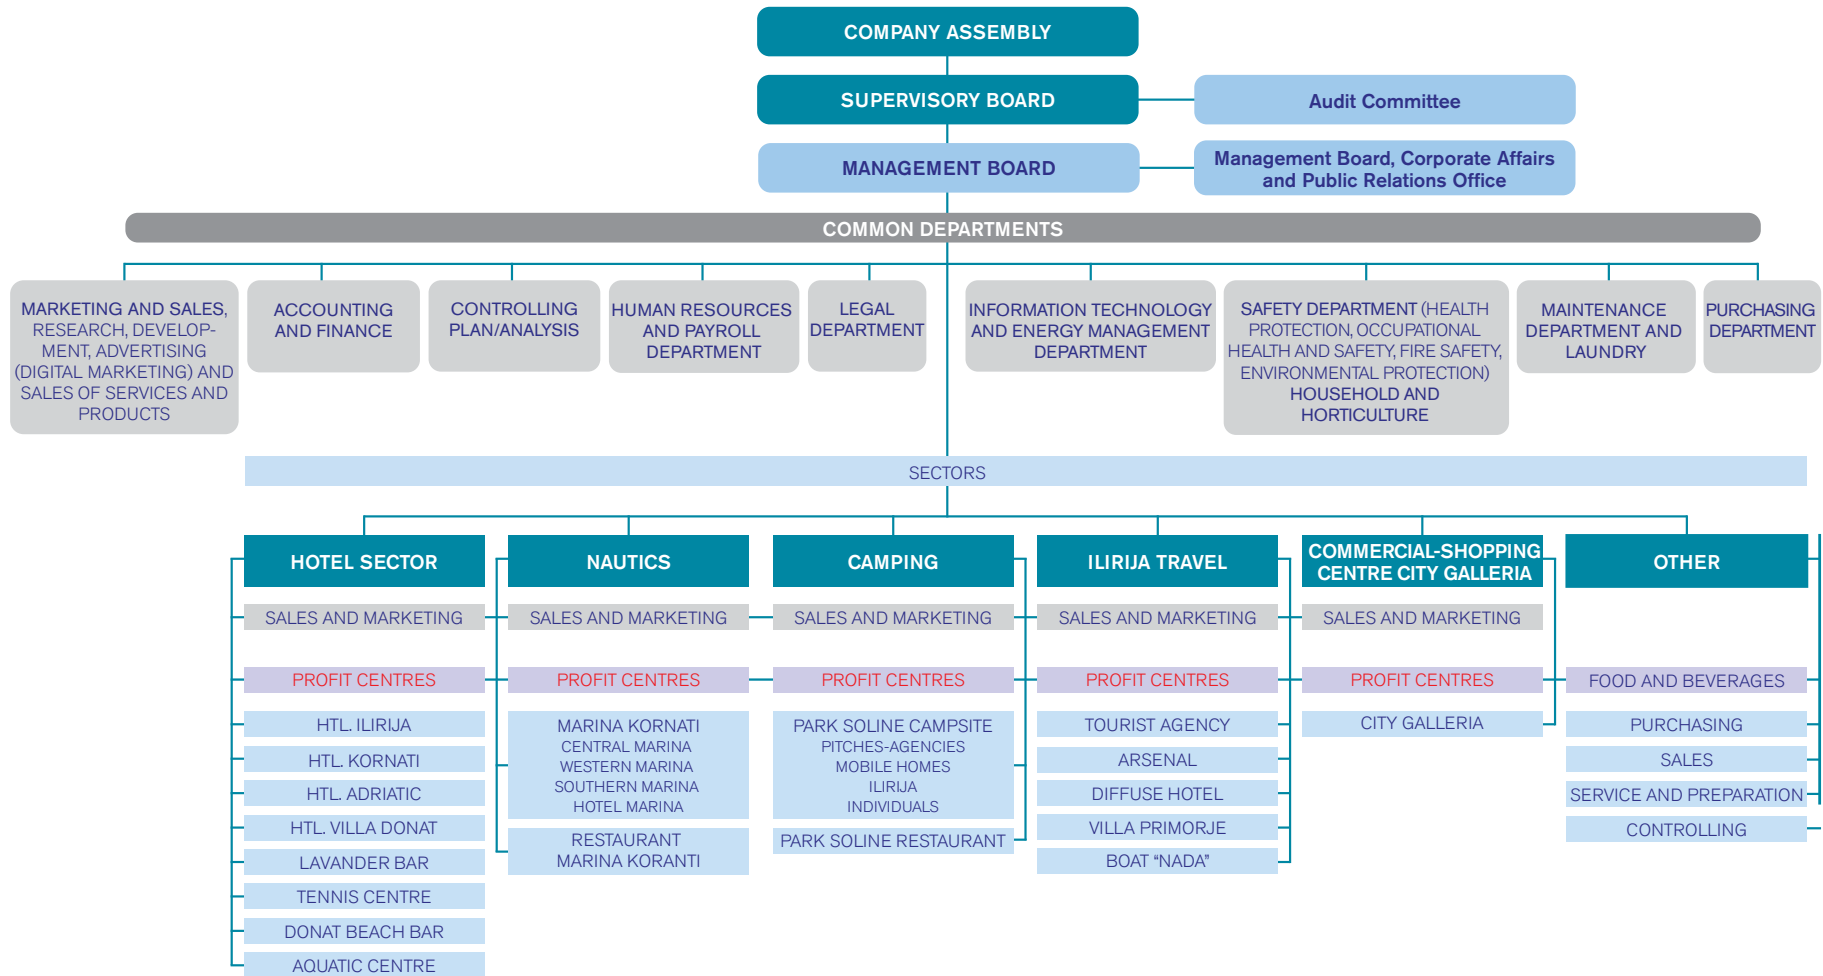 COMPANY ASSEMBLY
SUPERVISORY BOARD
Audit Committee
MANAGEMENT BOARD
Management Board, Corporate Affairs
and Public Relations Office
COMMON DEPARTMENTS
MARKETING AND SALES,
RESEARCH, DEVELOP-
MENT, ADVERTISING
(DIGITAL MARKETING) AND
SALES OF SERVICES AND
PRODUCTS
ACCOUNTING
AND FINANCE
CONTROLLING
PLAN/ANALYSIS
HUMAN RESOURCES
AND PAYROLL
DEPARTMENT
LEGAL
DEPARTMENT
INFORMATION TECHNOLOGY
AND ENERGY MANAGEMENT
DEPARTMENT
SAFETY DEPARTMENT (HEALTH
PROTECTION, OCCUPATIONAL
HEALTH AND SAFETY, FIRE SAFETY,
ENVIRONMENTAL PROTECTION)
HOUSEHOLD AND
HORTICULTURE
MAINTENANCE
DEPARTMENT AND
LAUNDRY
PURCHASING
DEPARTMENT
SECTORS
HOTEL SECTOR
SALES AND MARKETING
PROFIT CENTRES
HTL. ILIRIJA
HTL. KORNATI
HTL. ADRIATIC
HTL. VILLA DONAT
LAVANDER BAR
TENNIS CENTRE
DONAT BEACH BAR
AQUATIC CENTRE
NAUTICS
SALES AND MARKETING
PROFIT CENTRES
MARINA KORNATI
CENTRAL MARINA
WESTERN MARINA
SOUTHERN MARINA
HOTEL MARINA
RESTAURANT
MARINA KORANTI
CAMPING
SALES AND MARKETING
PROFIT CENTRES
PARK SOLINE CAMPSITE
PITCHES-AGENCIES
MOBILE HOMES
ILIRIJA
INDIVIDUALS
PARK SOLINE RESTAURANT
ILIRIJA TRAVEL
SALES AND MARKETING
PROFIT CENTRES
TOURIST AGENCY
ARSENAL
DIFFUSE HOTEL
VILLA PRIMORJE
BOAT “NADA”
COMMERCIAL-SHOPPING
CENTRE CITY GALLERIA
SALES AND MARKETING
PROFIT CENTRES
CITY GALLERIA
OTHER
FOOD AND BEVERAGES
PURCHASING
SALES
SERVICE AND PREPARATION
CONTROLLING